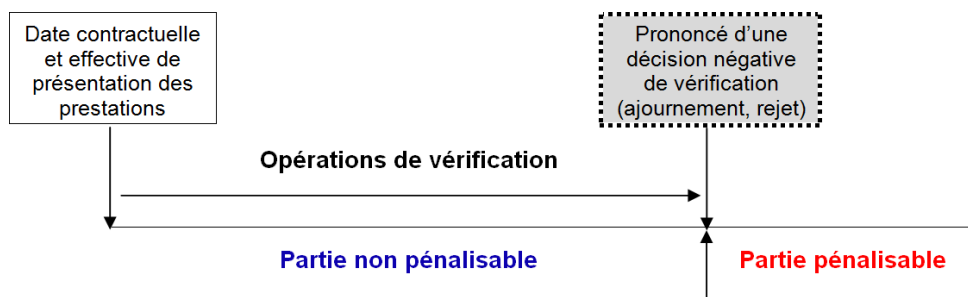 Date contractuelle
et effective de
présentation des
prestations
Prononcé d’une
décision négative
de vérification
(ajournement, rejet)
Opérations de vérification
Partie non pénalisable
Partie pénalisable